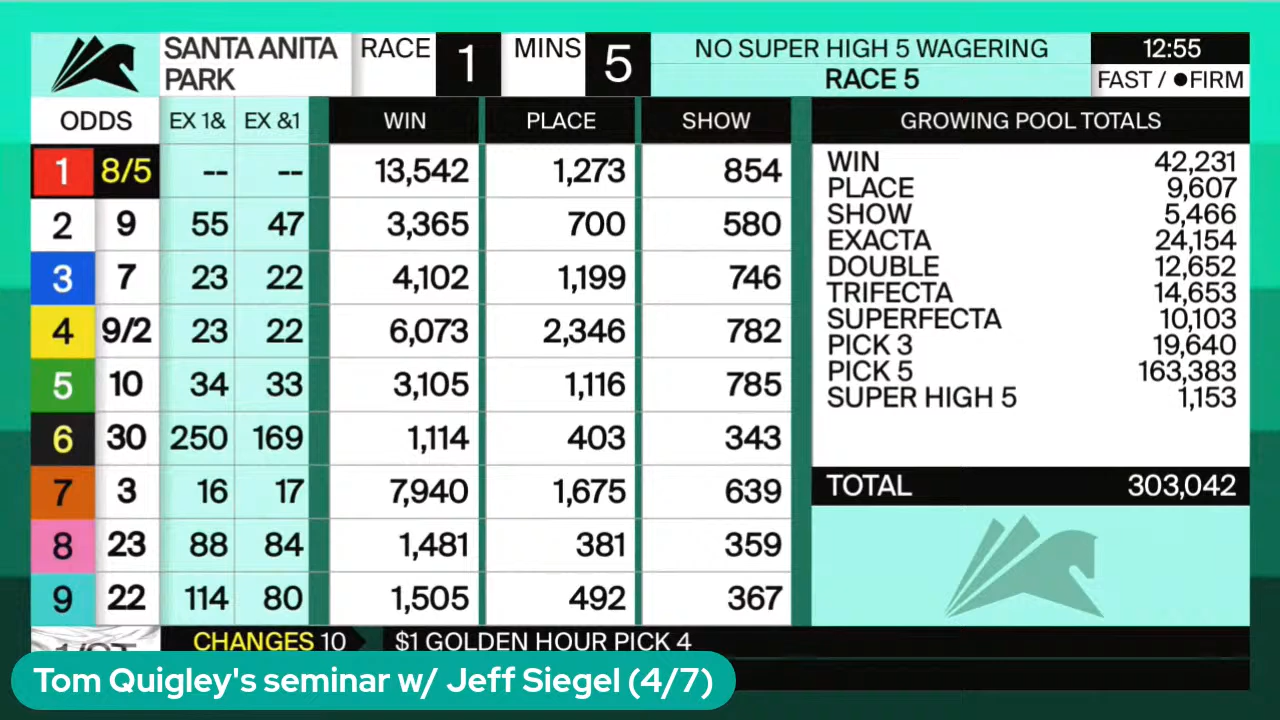 SANTA ANITA PARK
RACE 1 MINS 5
NO SUPER HIGH 5 WAGERING
RACE 5
12:55
FAST / ●FIRM
ODDS EX 1& EX &1 WIN PLACE SHOW
1 8/5 -- -- 13,542 1,273 854
2 9 55 47 3,365 700 580
3 7 23 22 4,102 1,199 746
4 9/2 23 22 6,073 2,346 782
5 10 34 33 3,105 1,116 785
6 30 250 169 1,114 403 343
7 3 16 17 7,940 1,675 639
8 23 88 84 1,481 381 359
9 22 114 80 1,505 492 367
GROWING POOL TOTALS
WIN 42,231
PLACE 9,607
SHOW 5,466
EXACTA 24,154
DOUBLE 12,652
TRIFECTA 14,653
SUPERFECTA 10,103
PICK 3 19,640
PICK 5 163,383
SUPER HIGH 5 1,153
TOTAL 303,042
CHANGES 10 $1 GOLDEN HOUR PICK 4
Tom Quigley's seminar w/ Jeff Siegel (4/7)